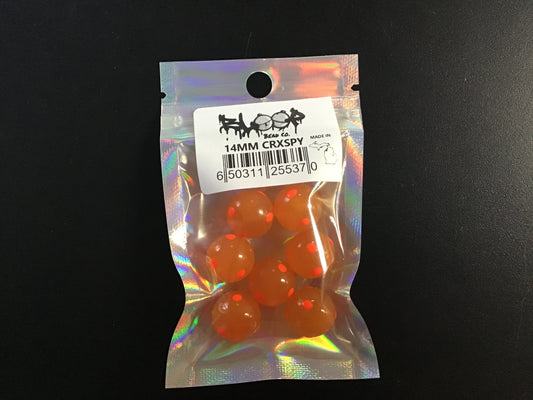 BLOOP
BEAD CO.
14MM CRXSPY
MADE IN
6 50311 25537 0